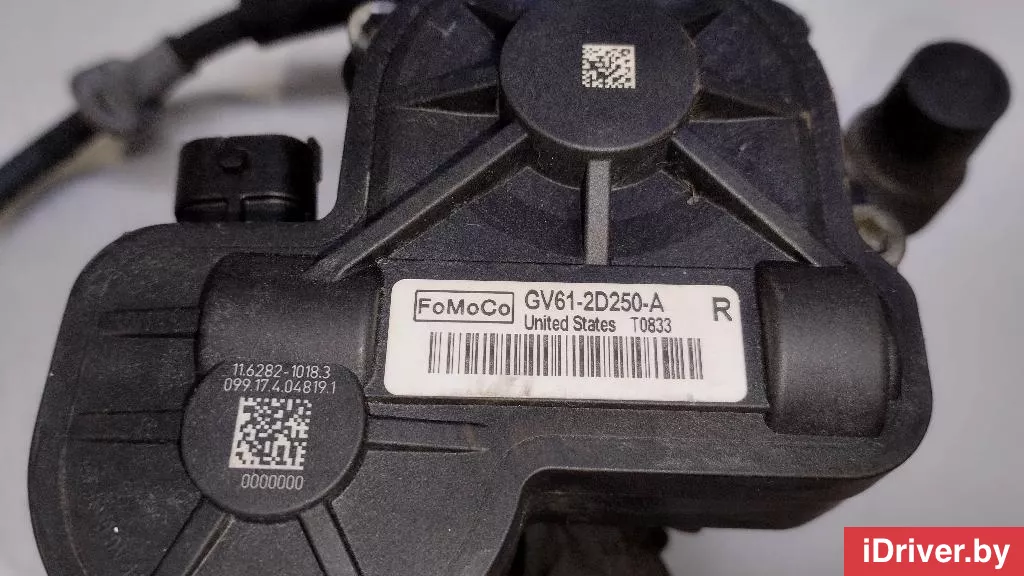 FoMoCo
GV61-2D250-A
R
United States T0833
11.6282-1018.3
099 17.4.04819.1
0000000
iDriver.by